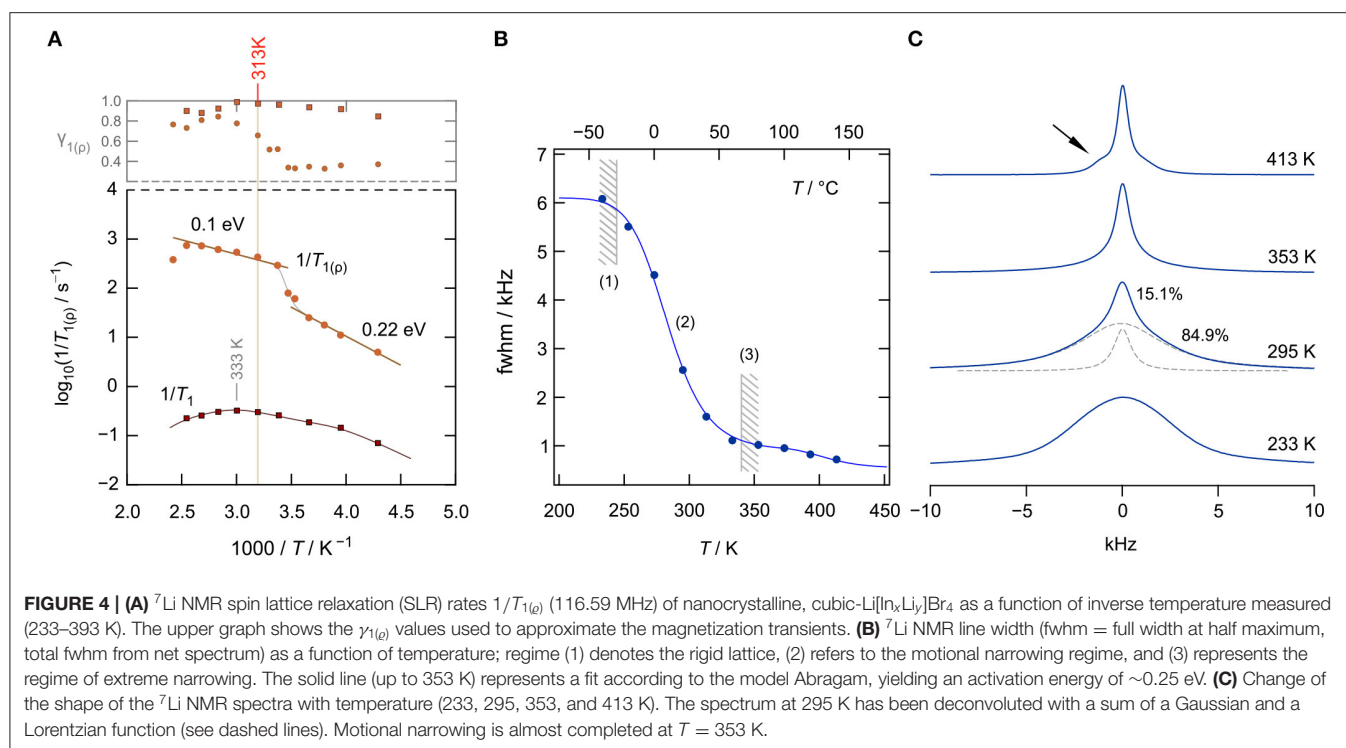 A
313K
1.0
0.8
0.6
0.4
γ1(ρ)
4
3
2
1
0
−1
−2
log10(1/T1(ρ) / s−1)
0.1 eV
1/T1(ρ)
0.22 eV
333 K
1/T1
2.0 2.5 3.0 3.5 4.0 4.5 5.0
1000 / T / K−1
B
−50 0 50 100 150
T / °C
7
6
5
4
3
2
1
fwhm / kHz
(1)
(2)
(3)
200 250 300 350 400 450
T / K
C
413 K
353 K
15.1%
84.9%
295 K
233 K
−10 −5 0 5 10
kHz
FIGURE 4 | (A) 7Li NMR spin lattice relaxation (SLR) rates 1/T1(ϱ) (116.59 MHz) of nanocrystalline, cubic-Li[InxLiy]Br4 as a function of inverse temperature measured
(233–393 K). The upper graph shows the γ1(ϱ) values used to approximate the magnetization transients. (B) 7Li NMR line width (fwhm = full width at half maximum,
total fwhm from net spectrum) as a function of temperature; regime (1) denotes the rigid lattice, (2) refers to the motional narrowing regime, and (3) represents the
regime of extreme narrowing. The solid line (up to 353 K) represents a fit according to the model Abragam, yielding an activation energy of ~0.25 eV. (C) Change of
the shape of the 7Li NMR spectra with temperature (233, 295, 353, and 413 K). The spectrum at 295 K has been deconvoluted with a sum of a Gaussian and a
Lorentzian function (see dashed lines). Motional narrowing is almost completed at T = 353 K.